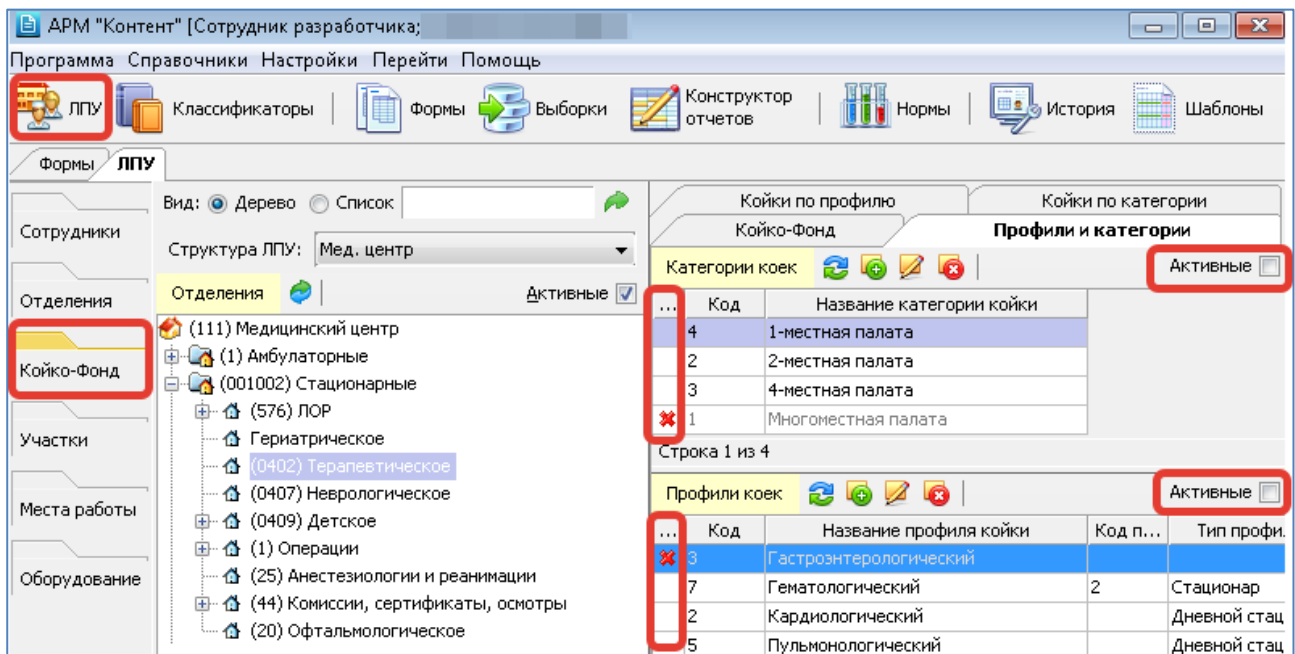 АРМ "Контент" [Сотрудник разработчика;
Программа Справочники Настройки Перейти Помощь
ЛПУ Классификаторы Формы Выборки Конструктор отчетов Нормы История Шаблоны
Формы ЛПУ
Сотрудники
Отделения
Койко-Фонд
Участки
Места работы
Оборудование
Вид: Дерево Список
Структура ЛПУ: Мед. центр
Отделения Активные
(111) Медицинский центр
(1) Амбулаторные
(001002) Стационарные
(576) ЛОР
Гериатрическое
(0402) Терапевтическое
(0407) Неврологическое
(0409) Детское
(1) Операции
(25) Анестезиологии и реанимации
(44) Комиссии, сертификаты, осмотры
(20) Офтальмологическое
Койки по профилю Койки по категории
Койко-Фонд Профили и категории
Категории коек Активные
... Код Название категории койки
4 1-местная палата
2 2-местная палата
3 4-местная палата
1 Многоместная палата
Строка 1 из 4
Профили коек Активные
... Код Название профиля койки Код п... Тип профи.
3 Гастроэнтерологический
7 Гематологический 2 Стационар
2 Кардиологический Дневной стац
5 Пульмонологический Дневной стац